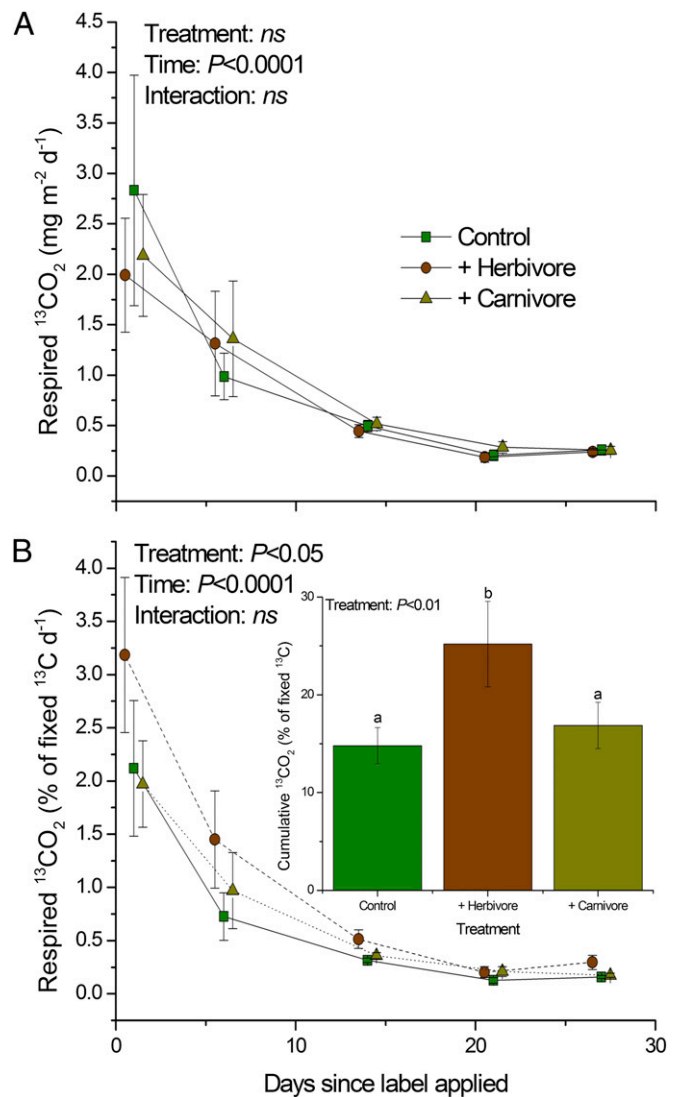 A
Treatment: ns
Time: P<0.0001
Interaction: ns
4.5
4.0
3.5
3.0
2.5
2.0
1.5
1.0
0.5
0.0
Respired ¹³CO₂ (mg m⁻² d⁻¹)
Control
+ Herbivore
+ Carnivore
B
Treatment: P<0.05
Time: P<0.0001
Interaction: ns
4.0
3.5
3.0
2.5
2.0
1.5
1.0
0.5
0.0
Respired ¹³CO₂ (% of fixed ¹³C d⁻¹)
Treatment: P<0.01
30
20
10
0
Cumulative ¹³CO₂ (% of fixed ¹³C)
a
b
a
Control
+ Herbivore
+ Carnivore
Treatment
0
10
20
30
Days since label applied